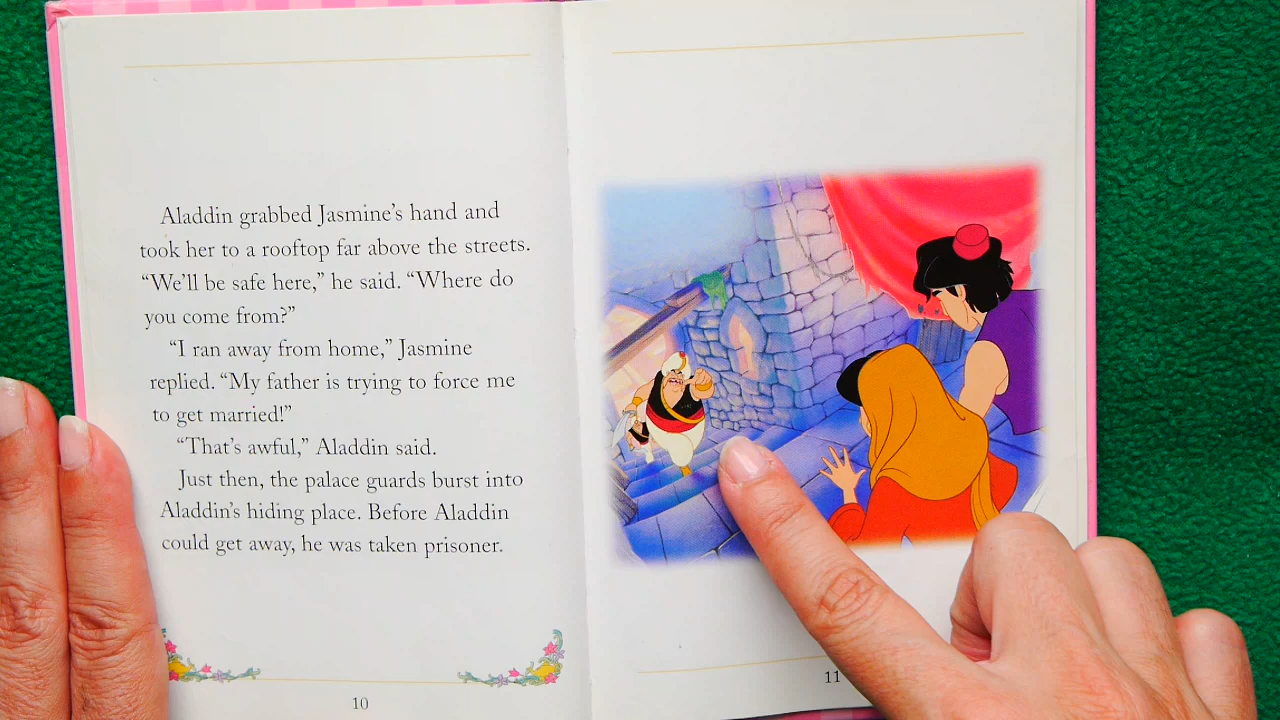 Aladdin grabbed Jasmine’s hand and
took her to a rooftop far above the streets.
“We’ll be safe here,” he said. “Where do
you come from?”
“I ran away from home,” Jasmine
replied. “My father is trying to force me
to get married!”
“That’s awful,” Aladdin said.
Just then, the palace guards burst into
Aladdin’s hiding place. Before Aladdin
could get away, he was taken prisoner.
10
11